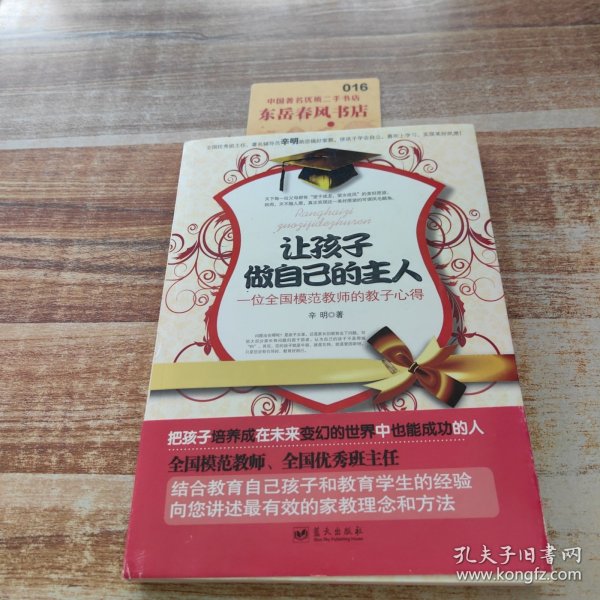 016
中国著名优质二手书店
东岳春风书店
让孩子
做自己的主人
一位全国模范教师的教子心得
辛明◎著
把孩子培养成在未来变幻的世界中也能成功的人
全国模范教师、全国优秀班主任
结合教育自己孩子和教育学生的经验
向您讲述最有效的家教理念和方法
蓝天出版社
孔夫子旧书网
www.kongfz.com